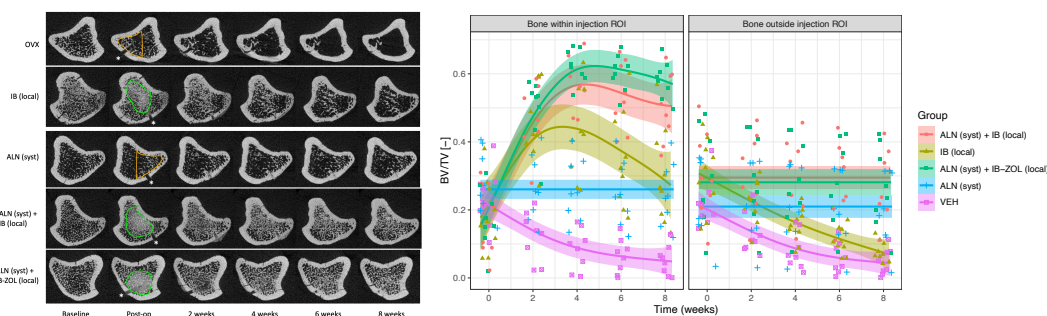 OVX
IB (local)
ALN (syst)
ALN (syst) +
IB (local)
ALN (syst) +
IB-ZOL (local)
Baseline Post-op 2 weeks 4 weeks 6 weeks 8 weeks
*
*
*
*
*
Bone within injection ROI
Bone outside injection ROI
BV/TV [−]
0.6
0.4
0.2
0.0
0 2 4 6 8
0 2 4 6 8
Time (weeks)
Group
ALN (syst) + IB (local)
IB (local)
ALN (syst) + IB−ZOL (local)
ALN (syst)
VEH